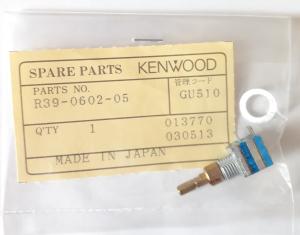 SPARE PARTS KENWOOD
PARTS NO. 管理コード
R39-0602-05 GU510
Q'TY 1 013770
030513
MADE IN JAPAN